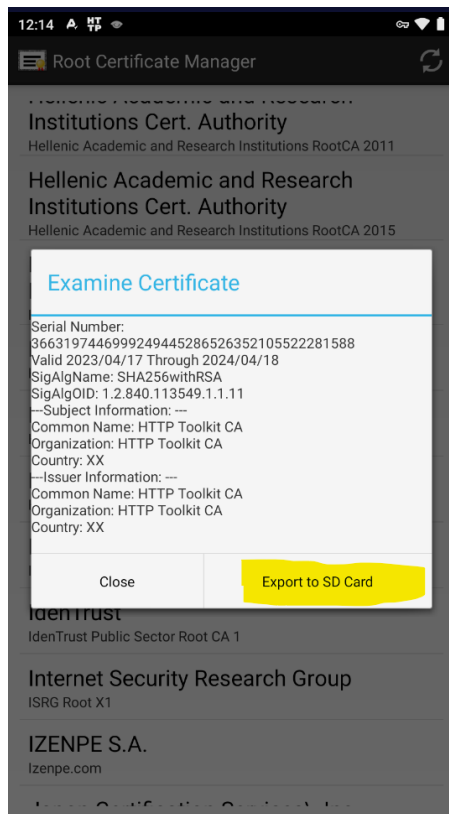 12:14 A HT TP
Root Certificate Manager
Hellenic Academic and Research
Institutions Cert. Authority
Hellenic Academic and Research Institutions RootCA 2011
Hellenic Academic and Research
Institutions Cert. Authority
Hellenic Academic and Research Institutions RootCA 2015
Examine Certificate
Serial Number:
366319744699924944528652635210552228​1588
Valid 2023/04/17 Through 2024/04/18
SigAlgName: SHA256withRSA
SigAlgOID: 1.2.840.113549.1.1.11
---Subject Information: ---
Common Name: HTTP Toolkit CA
Organization: HTTP Toolkit CA
Country: XX
---Issuer Information: ---
Common Name: HTTP Toolkit CA
Organization: HTTP Toolkit CA
Country: XX
Close
Export to SD Card
IdenTrust
IdenTrust Public Sector Root CA 1
Internet Security Research Group
ISRG Root X1
IZENPE S.A.
Izenpe.com